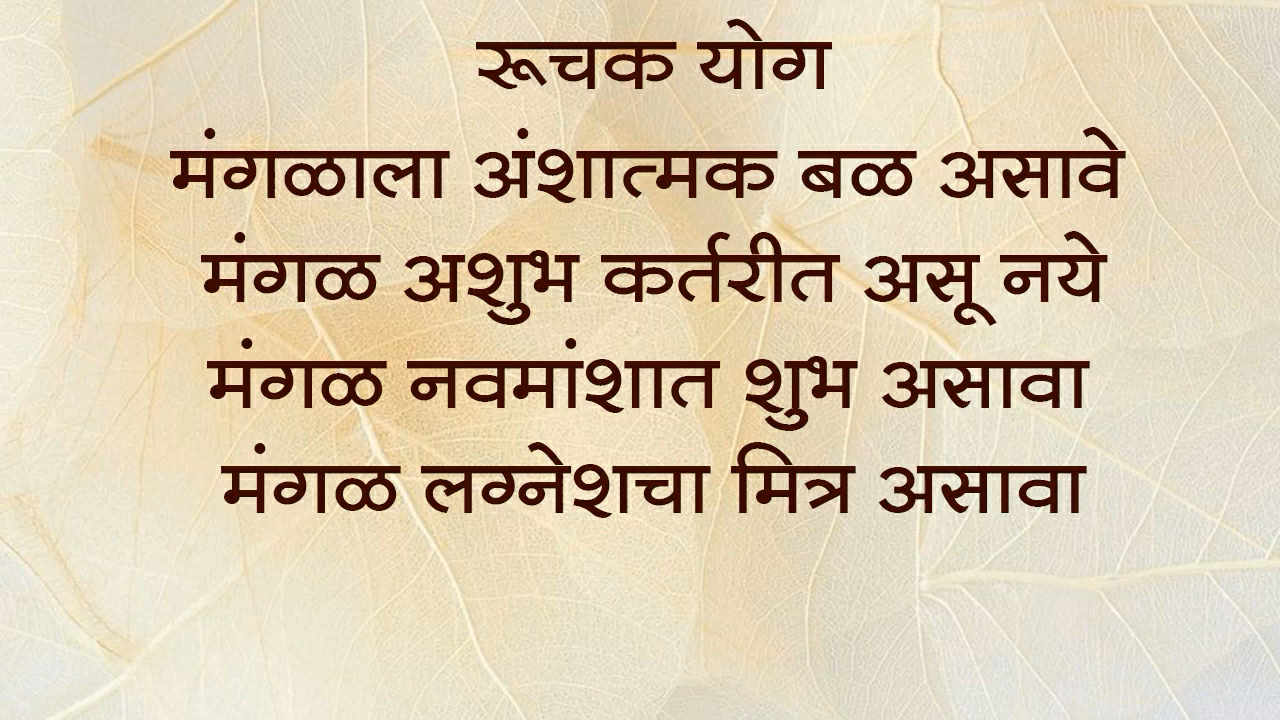 रूचक योग
मंगळाला अंशात्मक बळ असावे
मंगळ अशुभ कर्तरीत असू नये
मंगळ नवमांशात शुभ असावा
मंगळ लग्नेशचा मित्र असावा